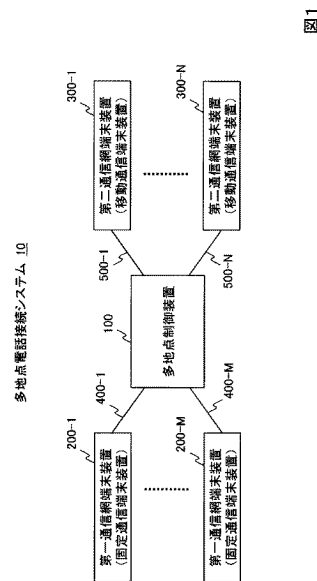 図1
多地点電話接続システム 10
200-1
第一通信網端末装置
(固定通信端末装置)
400-1
100
多地点制御装置
500-1
300-1
第二通信網端末装置
(移動通信端末装置)
200-M
第一通信網端末装置
(固定通信端末装置)
400-M
500-N
300-N
第二通信網端末装置
(移動通信端末装置)